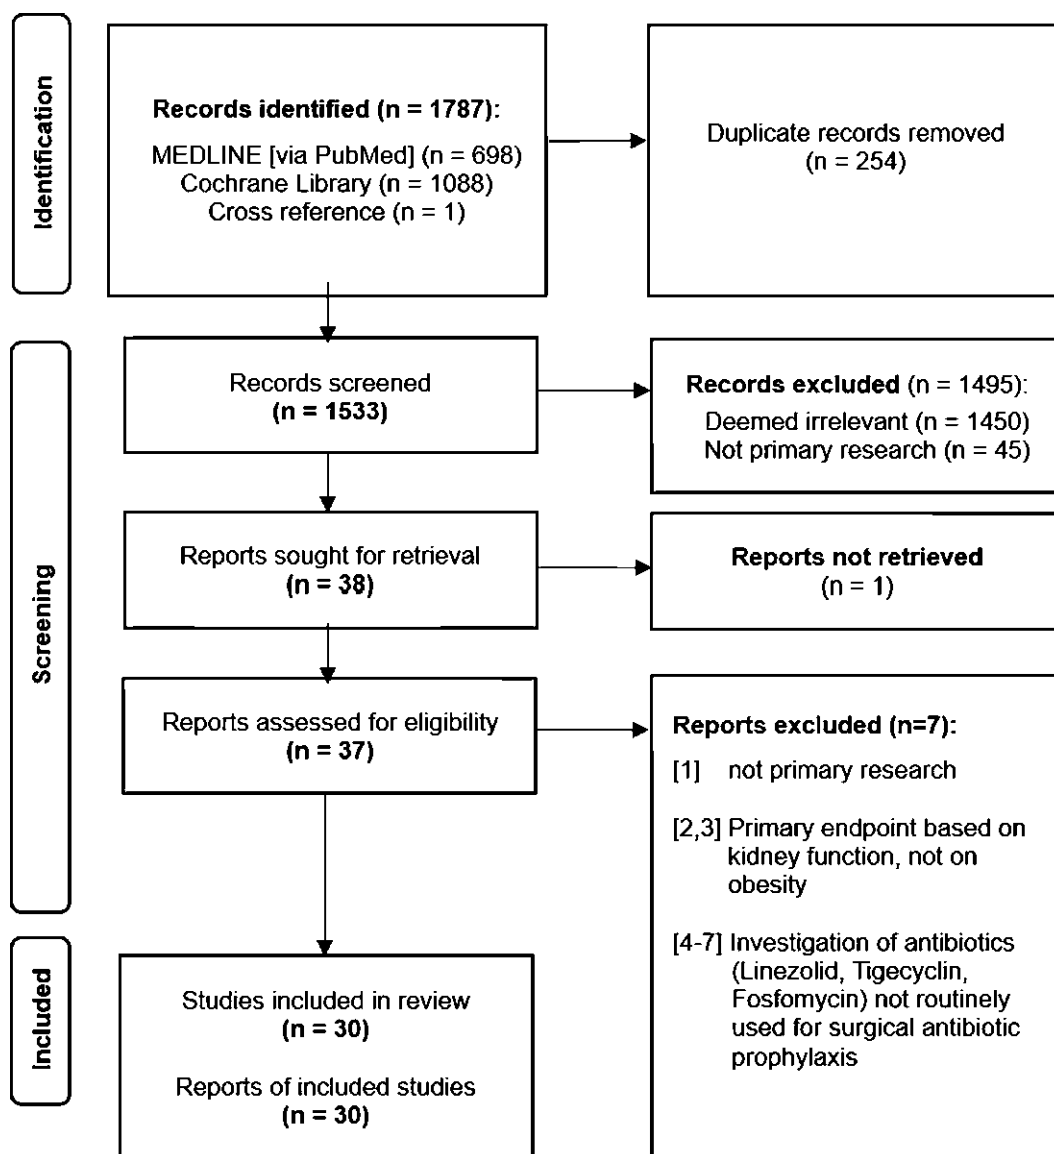 Identification
Records identified (n = 1787):
MEDLINE [via PubMed] (n = 698)
Cochrane Library (n = 1088)
Cross reference (n = 1)
Duplicate records removed
(n = 254)
Screening
Records screened
(n = 1533)
Records excluded (n = 1495):
Deemed irrelevant (n = 1450)
Not primary research (n = 45)
Reports sought for retrieval
(n = 38)
Reports not retrieved
(n = 1)
Reports assessed for eligibility
(n = 37)
Reports excluded (n=7):
[1] not primary research
[2,3] Primary endpoint based on
kidney function, not on
obesity
[4-7] Investigation of antibiotics
(Linezolid, Tigecyclin,
Fosfomycin) not routinely
used for surgical antibiotic
prophylaxis
Included
Studies included in review
(n = 30)
Reports of included studies
(n = 30)